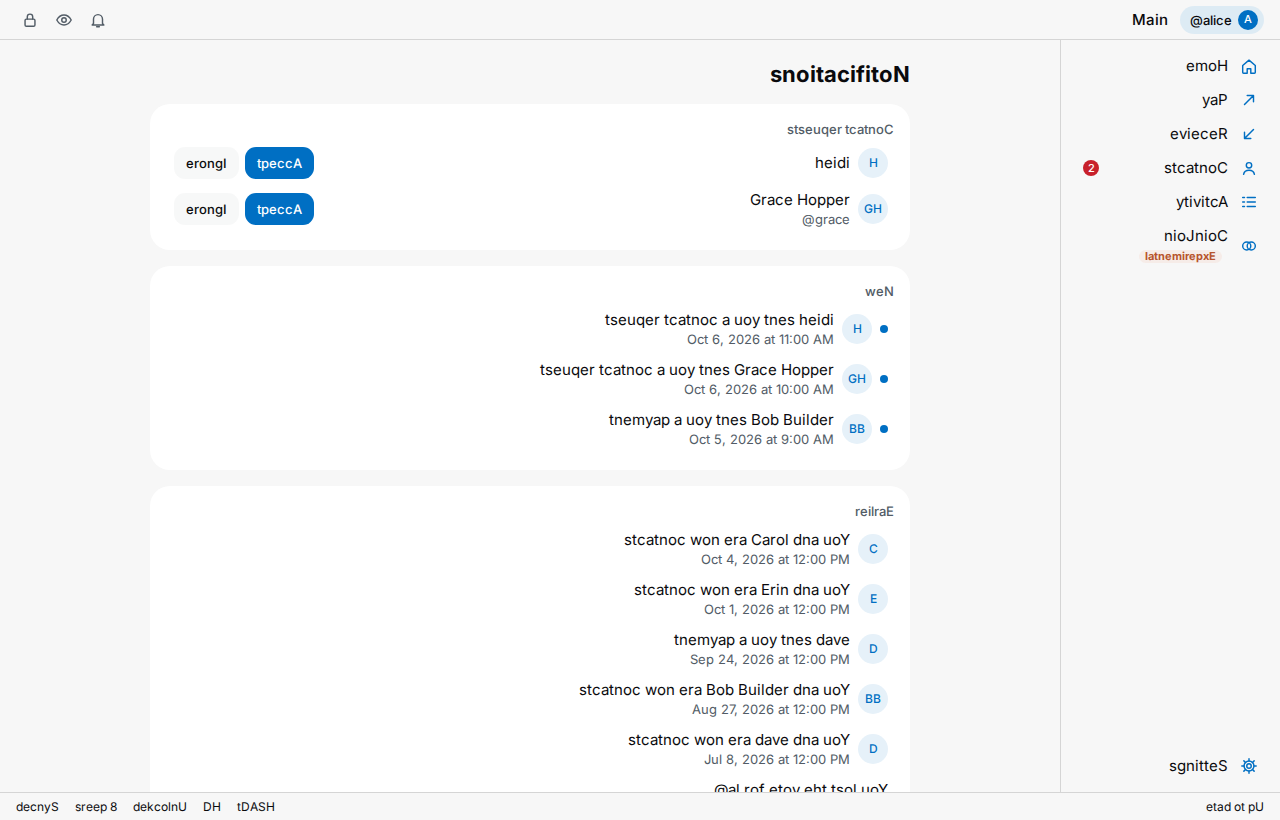 Main
@alice
A
emoH
yaP
evieceR
stcatnoC
2
ytivitcA
nioJnioC
latnemirepxE
sgnitteS
snoitacifitoN
stseuqer tcatnoC
H
heidi
tpeccA
erongI
GH
Grace Hopper
@grace
tpeccA
erongI
weN
H
tseuqer tcatnoc a uoy tnes heidi
Oct 6, 2026 at 11:00 AM
GH
tseuqer tcatnoc a uoy tnes Grace Hopper
Oct 6, 2026 at 10:00 AM
BB
tnemyap a uoy tnes Bob Builder
Oct 5, 2026 at 9:00 AM
reilraE
C
stcatnoc won era Carol dna uoY
Oct 4, 2026 at 12:00 PM
E
stcatnoc won era Erin dna uoY
Oct 1, 2026 at 12:00 PM
D
tnemyap a uoy tnes dave
Sep 24, 2026 at 12:00 PM
BB
stcatnoc won era Bob Builder dna uoY
Aug 27, 2026 at 12:00 PM
D
stcatnoc won era dave dna uoY
Jul 8, 2026 at 12:00 PM
@al rof etov eht tsol uoY
etad ot pU
decnyS
sreep 8
dekcolnU
DH
tDASH